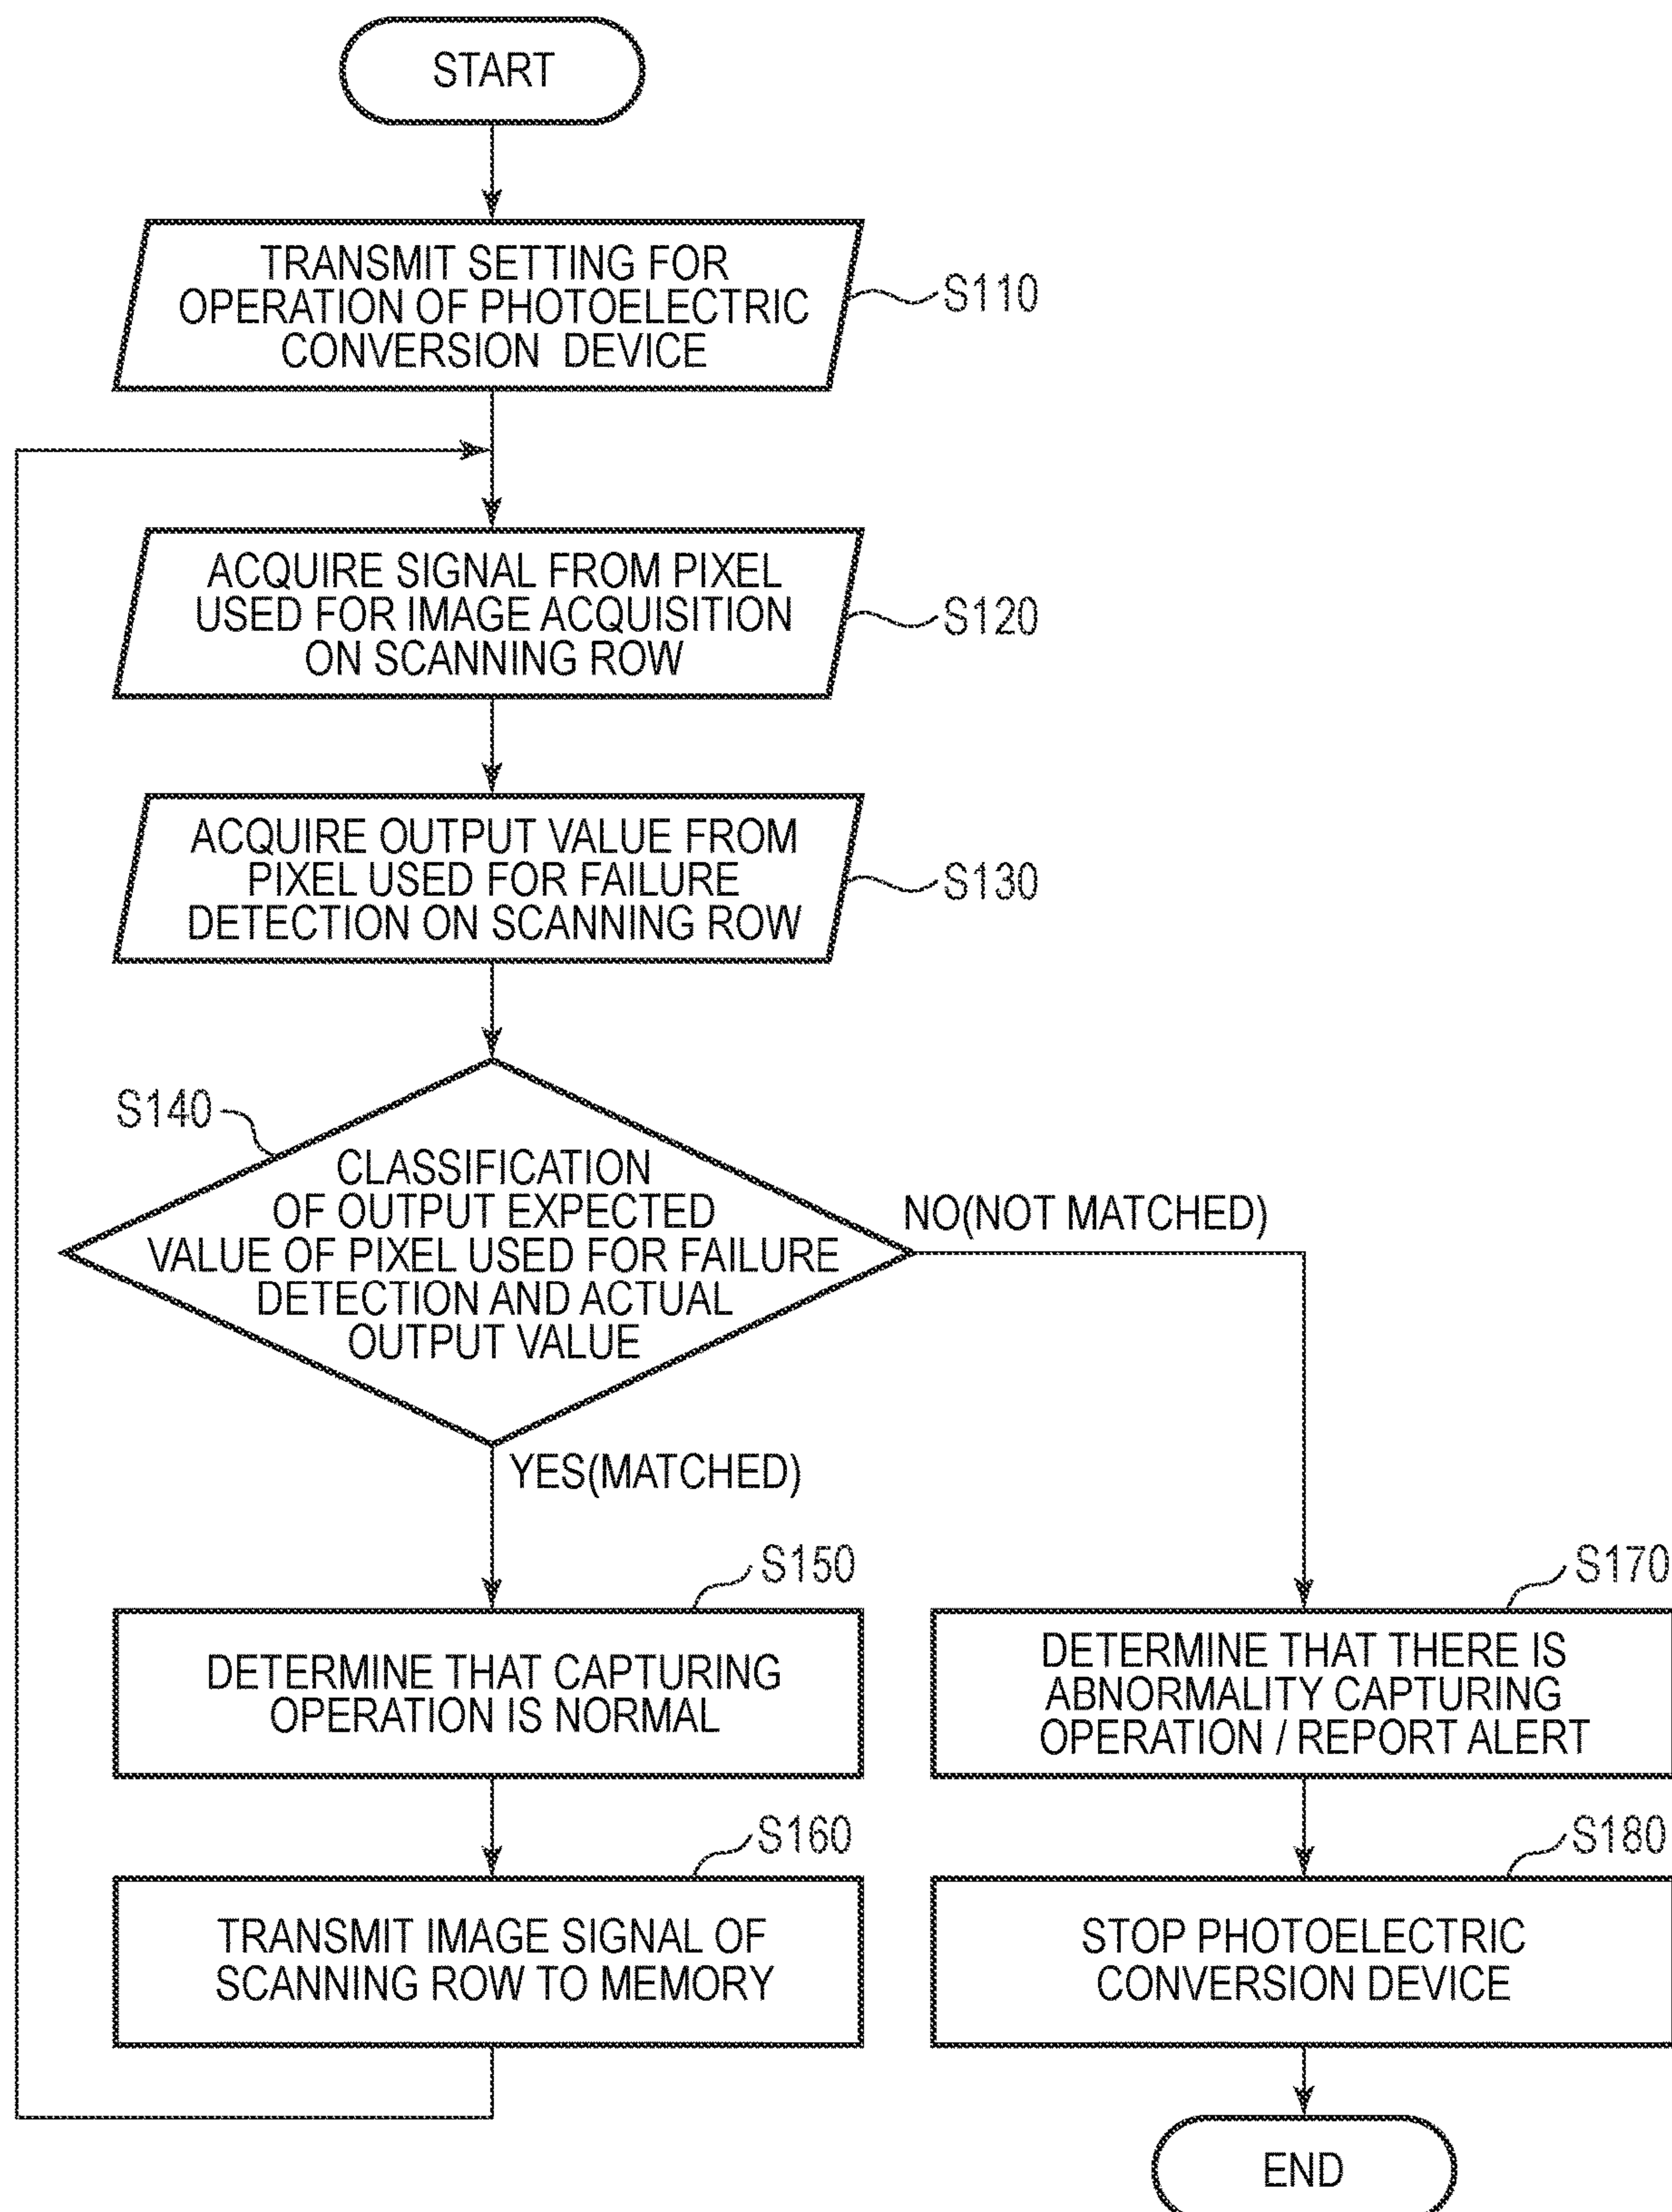 START
TRANSMIT SETTING FOR
OPERATION OF PHOTOELECTRIC
CONVERSION DEVICE
S110
ACQUIRE SIGNAL FROM PIXEL
USED FOR IMAGE ACQUISITION
ON SCANNING ROW
S120
ACQUIRE OUTPUT VALUE FROM
PIXEL USED FOR FAILURE
DETECTION ON SCANNING ROW
S130
S140
CLASSIFICATION
OF OUTPUT EXPECTED
VALUE OF PIXEL USED FOR FAILURE
DETECTION AND ACTUAL
OUTPUT VALUE
NO(NOT MATCHED)
YES(MATCHED)
S150
DETERMINE THAT CAPTURING
OPERATION IS NORMAL
S170
DETERMINE THAT THERE IS
ABNORMALITY CAPTURING
OPERATION / REPORT ALERT
S160
TRANSMIT IMAGE SIGNAL OF
SCANNING ROW TO MEMORY
S180
STOP PHOTOELECTRIC
CONVERSION DEVICE
END